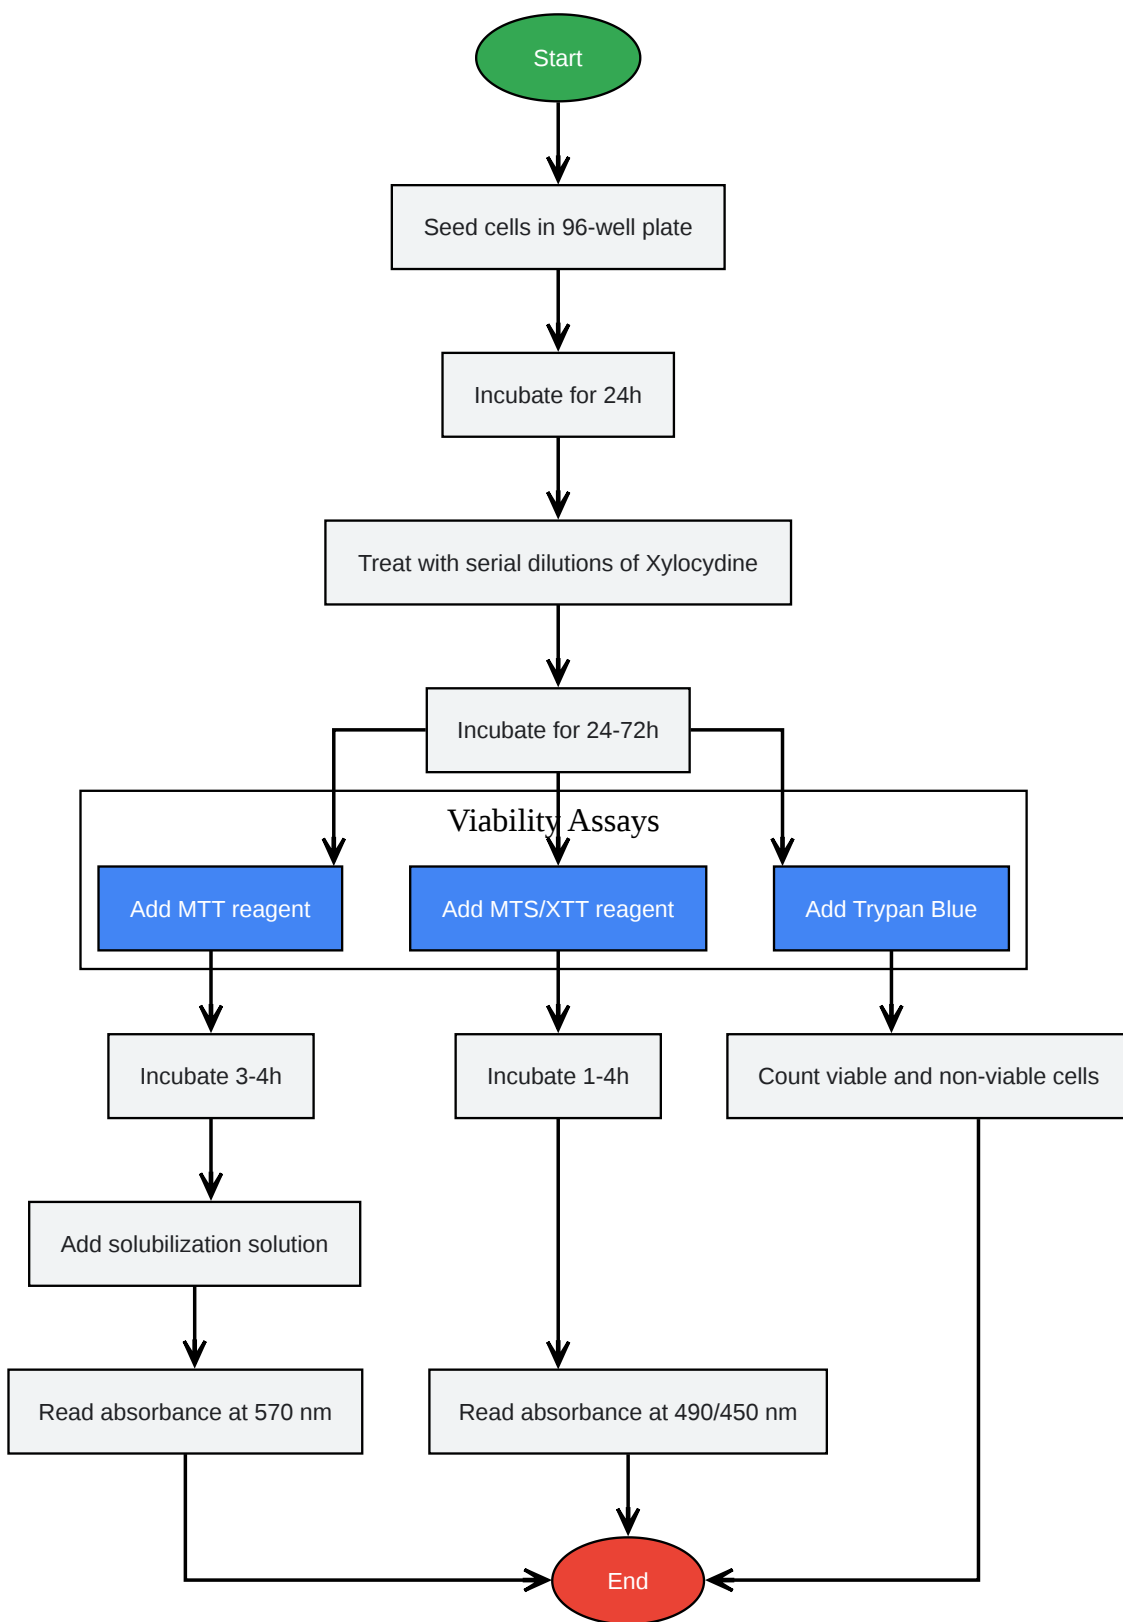 Start
Seed cells in 96-well plate
Incubate for 24h
Treat with serial dilutions of Xylocydine
Incubate for 24-72h
Viability Assays
Add MTT reagent
Add MTS/XTT reagent
Add Trypan Blue
Incubate 3-4h
Incubate 1-4h
Count viable and non-viable cells
Add solubilization solution
Read absorbance at 570 nm
Read absorbance at 490/450 nm
End